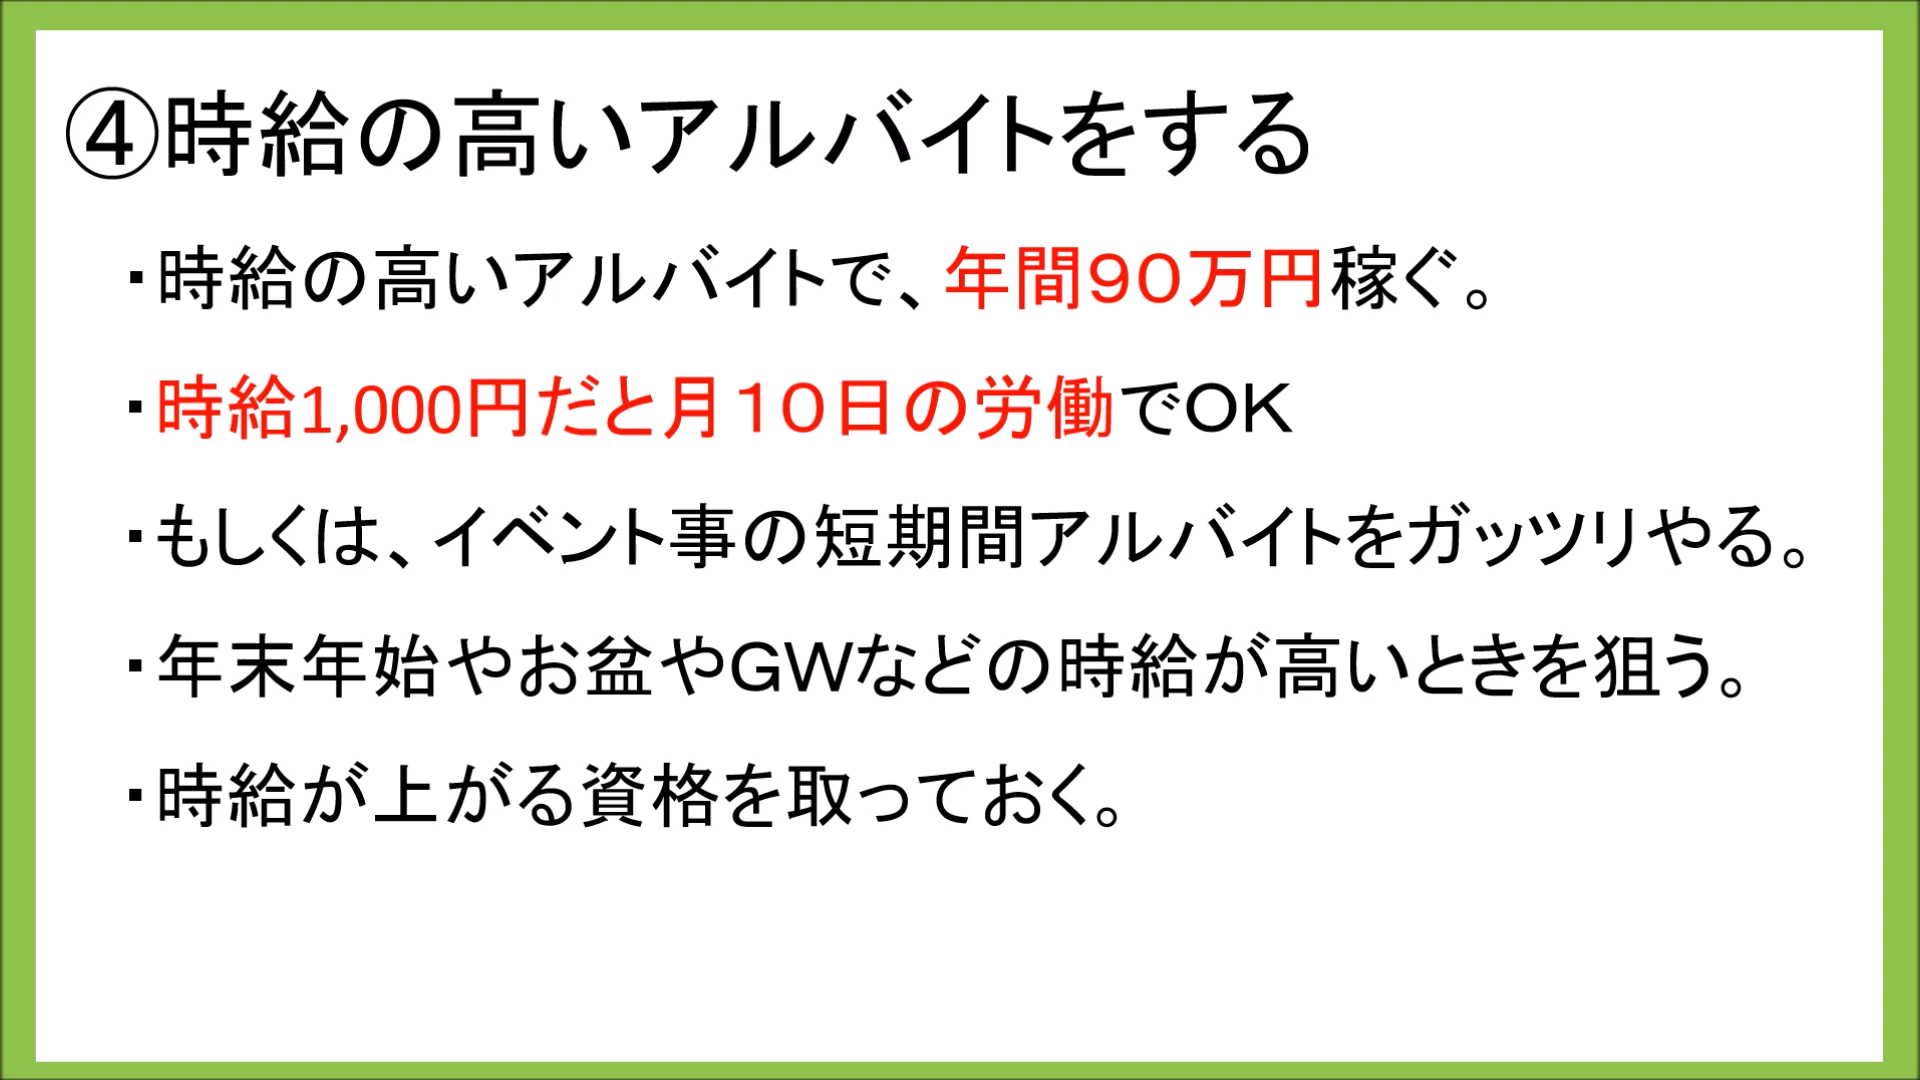 ④時給の高いアルバイトをする
・時給の高いアルバイトで、年間９０万円稼ぐ。
・時給1,000円だと月１０日の労働でOK
・もしくは、イベント事の短期間アルバイトをガッツリやる。
・年末年始やお盆やGWなどの時給が高いときを狙う。
・時給が上がる資格を取っておく。